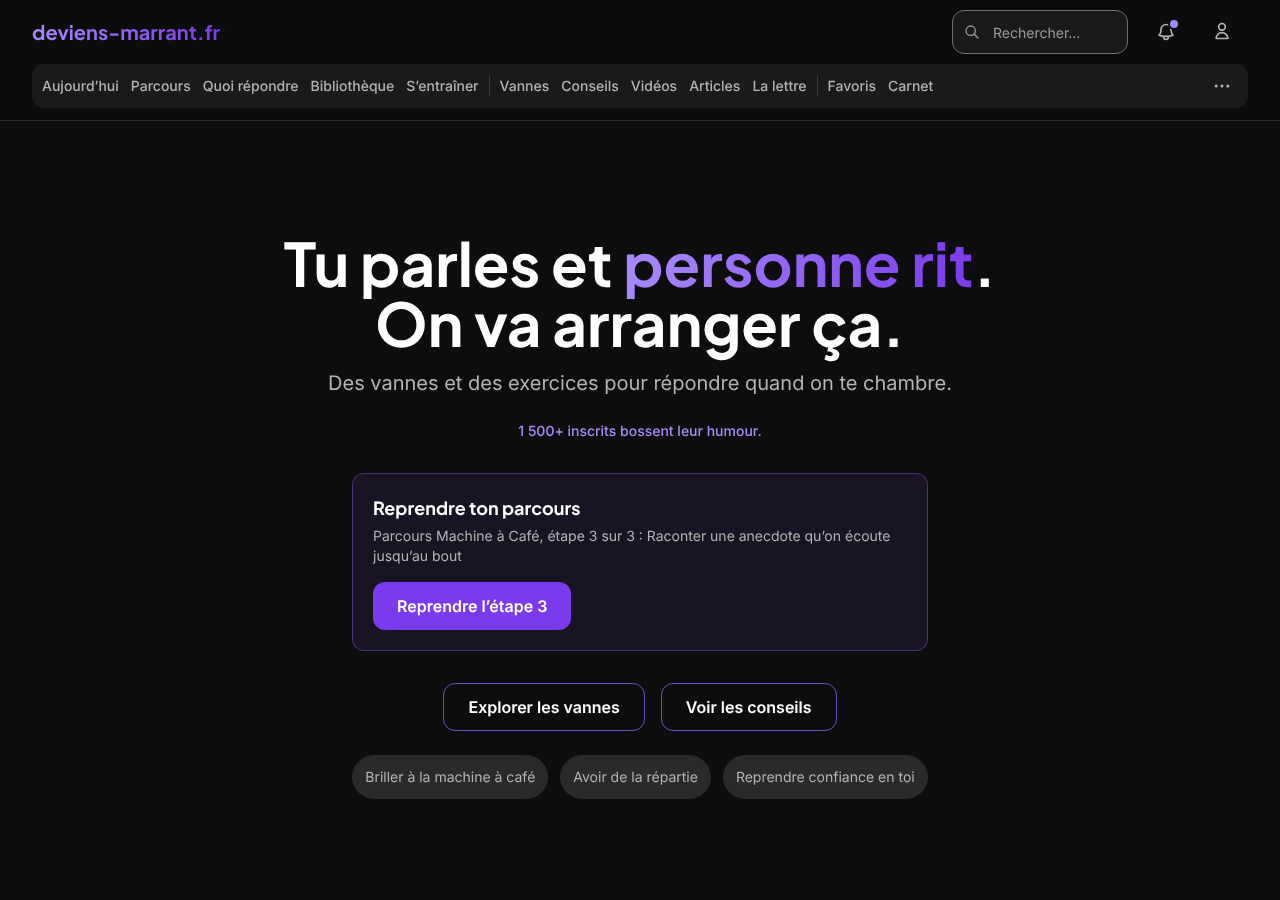 deviens-marrant.fr
Rechercher...
Aujourd’hui Parcours Quoi répondre Bibliothèque S’entraîner Vannes Conseils Vidéos Articles La lettre Favoris Carnet
Tu parles et personne rit.
On va arranger ça.
Des vannes et des exercices pour répondre quand on te chambre.
1 500+ inscrits bossent leur humour.
Reprendre ton parcours
Parcours Machine à Café, étape 3 sur 3 : Raconter une anecdote qu’on écoute
jusqu’au bout
Reprendre l’étape 3
Explorer les vannes Voir les conseils
Briller à la machine à café Avoir de la répartie Reprendre confiance en toi